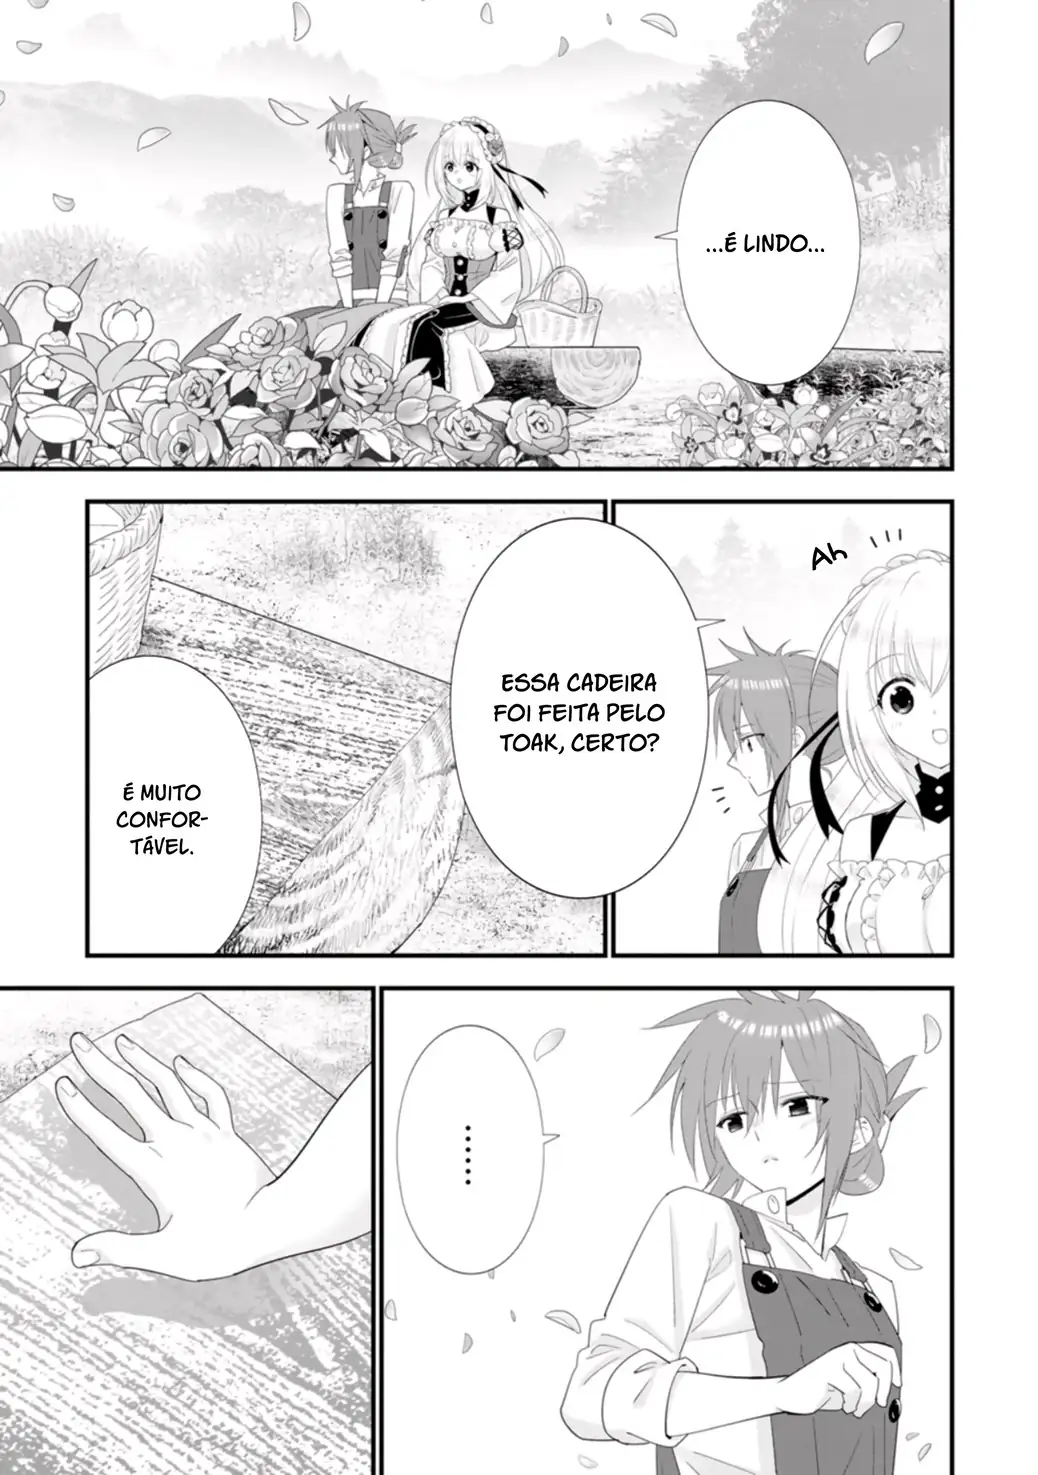 ...É LINDO...
Ah
ESSA CADEIRA
FOI FEITA PELO
TOAK, CERTO?
É MUITO
CONFOR-
TÁVEL.
......